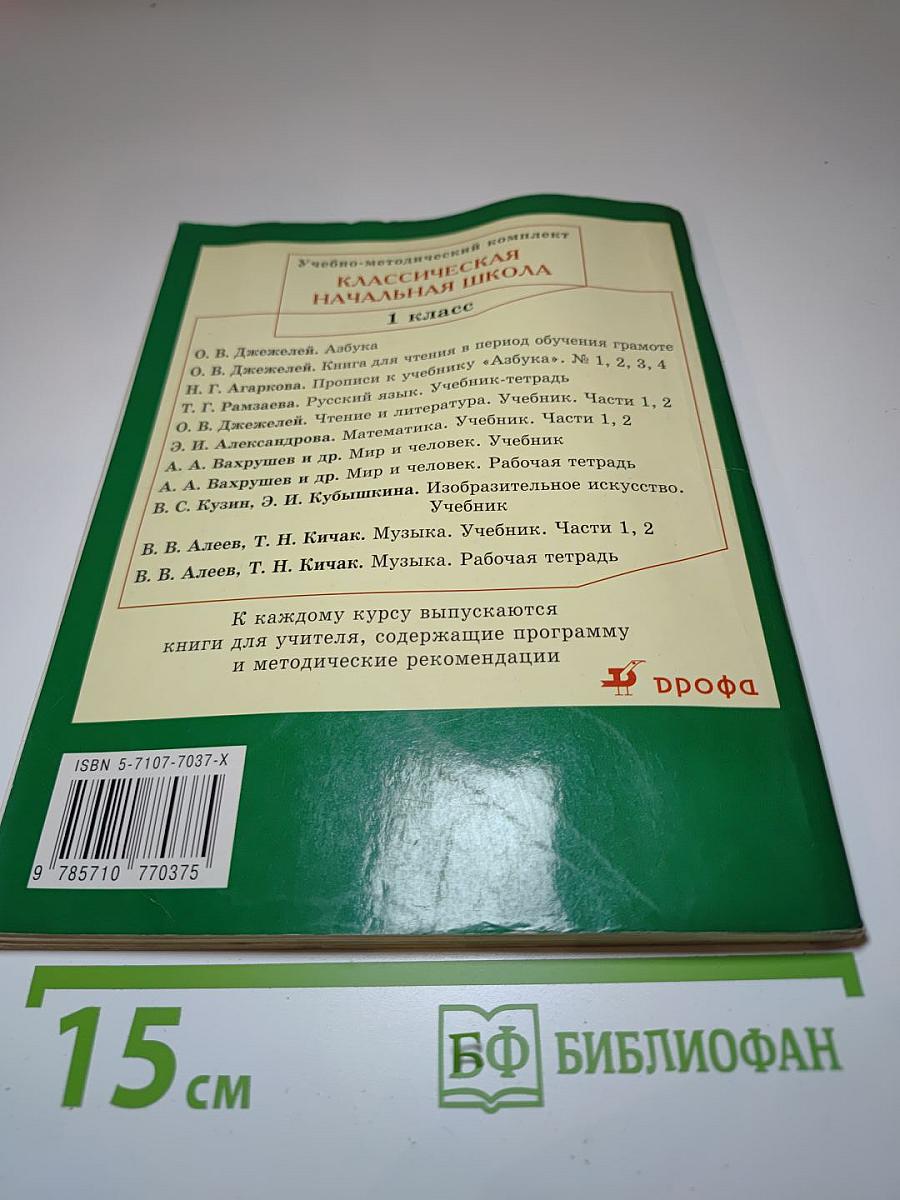 Учебно-методический комплект
КЛАССИЧЕСКАЯ
НАЧАЛЬНАЯ ШКОЛА
1 класс
О. В. Джежелей. Азбука
О. В. Джежелей. Книга для чтения в период обучения грамоте
Н. Г. Агаркова. Прописи к учебнику «Азбука». № 1, 2, 3, 4
Т. Г. Рамзаева. Русский язык. Учебник-тетрадь
О. В. Джежелей. Чтение и литература. Учебник. Части 1, 2
Э. И. Александрова. Математика. Учебник. Части 1, 2
А. А. Вахрушев и др. Мир и человек. Учебник
А. А. Вахрушев и др. Мир и человек. Рабочая тетрадь
В. С. Кузин, Э. И. Кубышкина. Изобразительное искусство.
Учебник
В. В. Алеев, Т. Н. Кичак. Музыка. Учебник. Части 1, 2
В. В. Алеев, Т. Н. Кичак. Музыка. Рабочая тетрадь
К каждому курсу выпускаются
книги для учителя, содержащие программу
и методические рекомендации
дрофа
ISBN 5-7107-7037-X
9 785710 770375
15 см
БФ БИБЛИОФАН